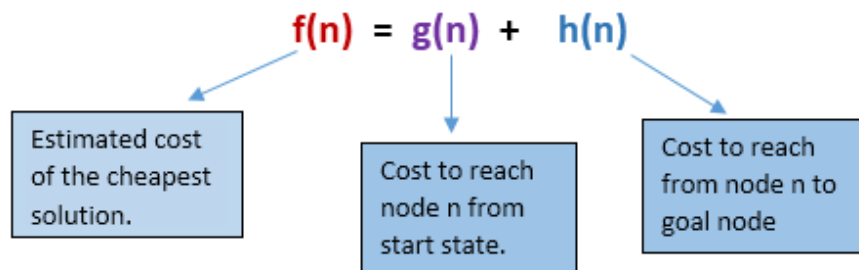 f(n) = g(n) + h(n)
Estimated cost
of the cheapest
solution.
Cost to reach
node n from
start state.
Cost to reach
from node n to
goal node